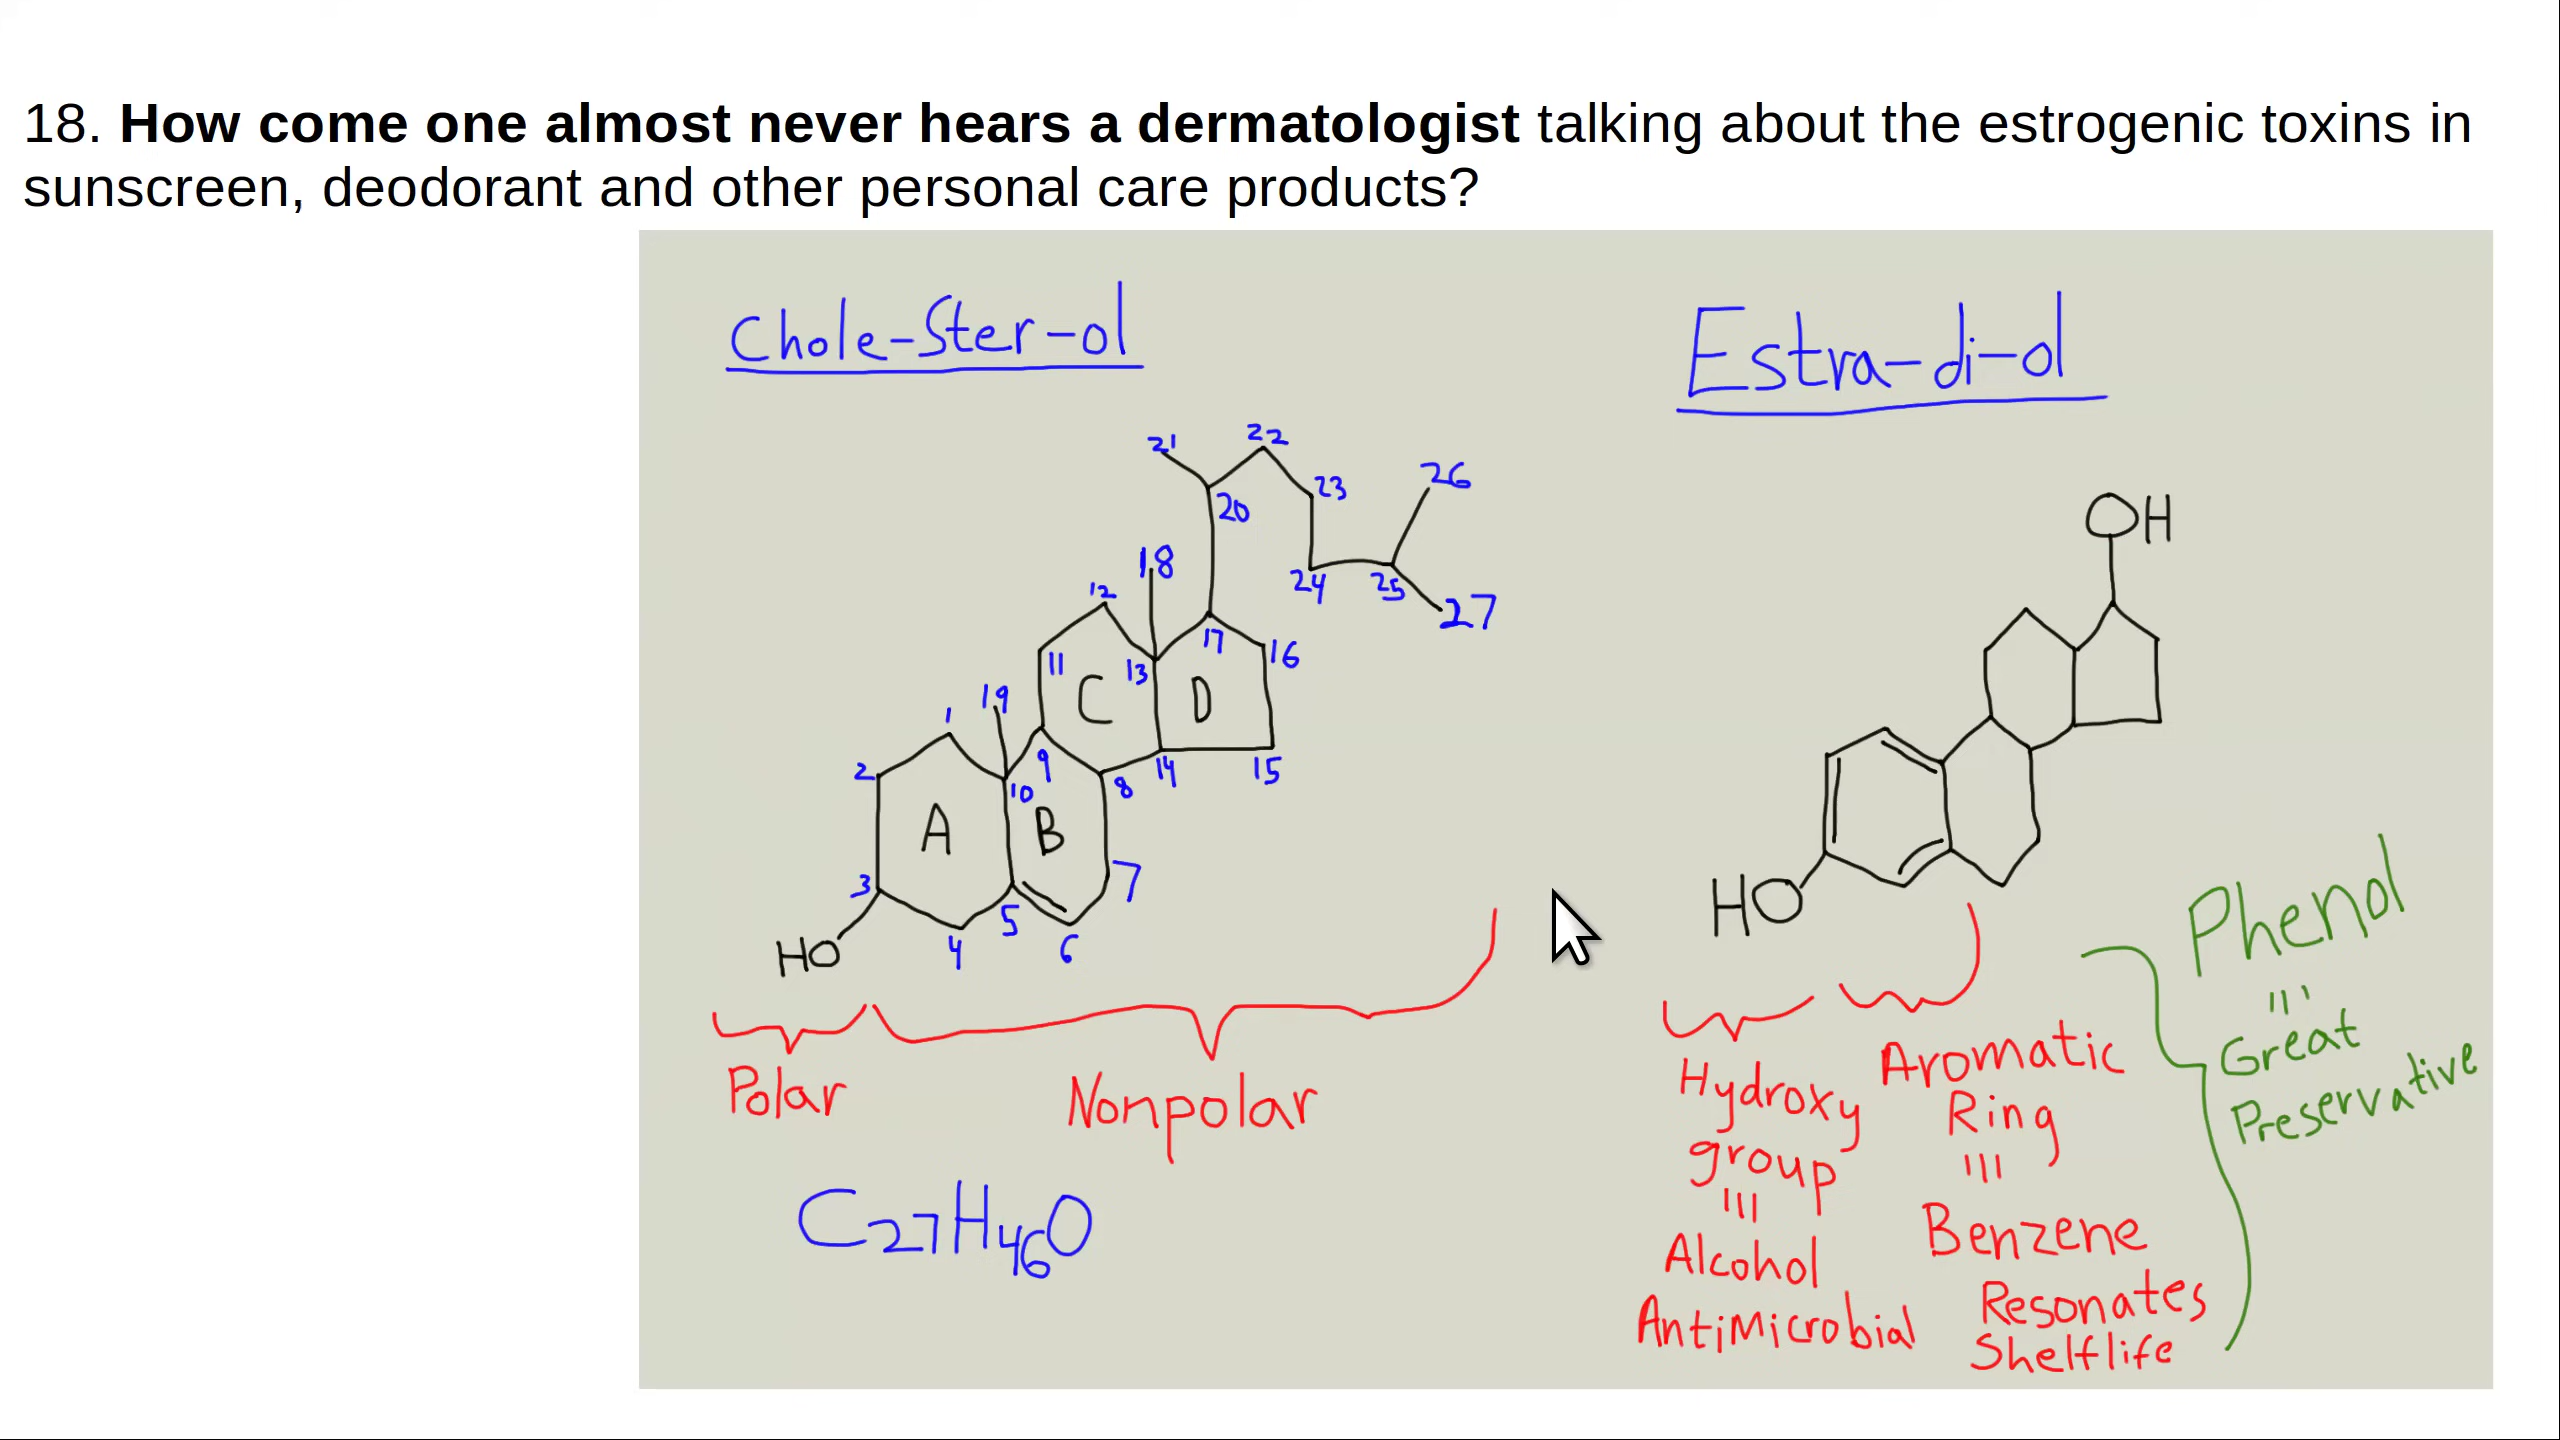 18. How come one almost never hears a dermatologist talking about the estrogenic toxins in
sunscreen, deodorant and other personal care products?
Chole-Ster-ol
Estra-di-ol
21
22
26
23
20
OH
18
24
25
27
12
17
16
11
13
C
D
19
1
2
9
14
15
10
8
A
B
3
7
5
4
6
HO
HO
Phenol
Great
Preservative
Polar
Nonpolar
Hydroxy
group
Alcohol
AntiMicrobial
Aromatic
Ring
Benzene
Resonates
Shelflife
C27H46O